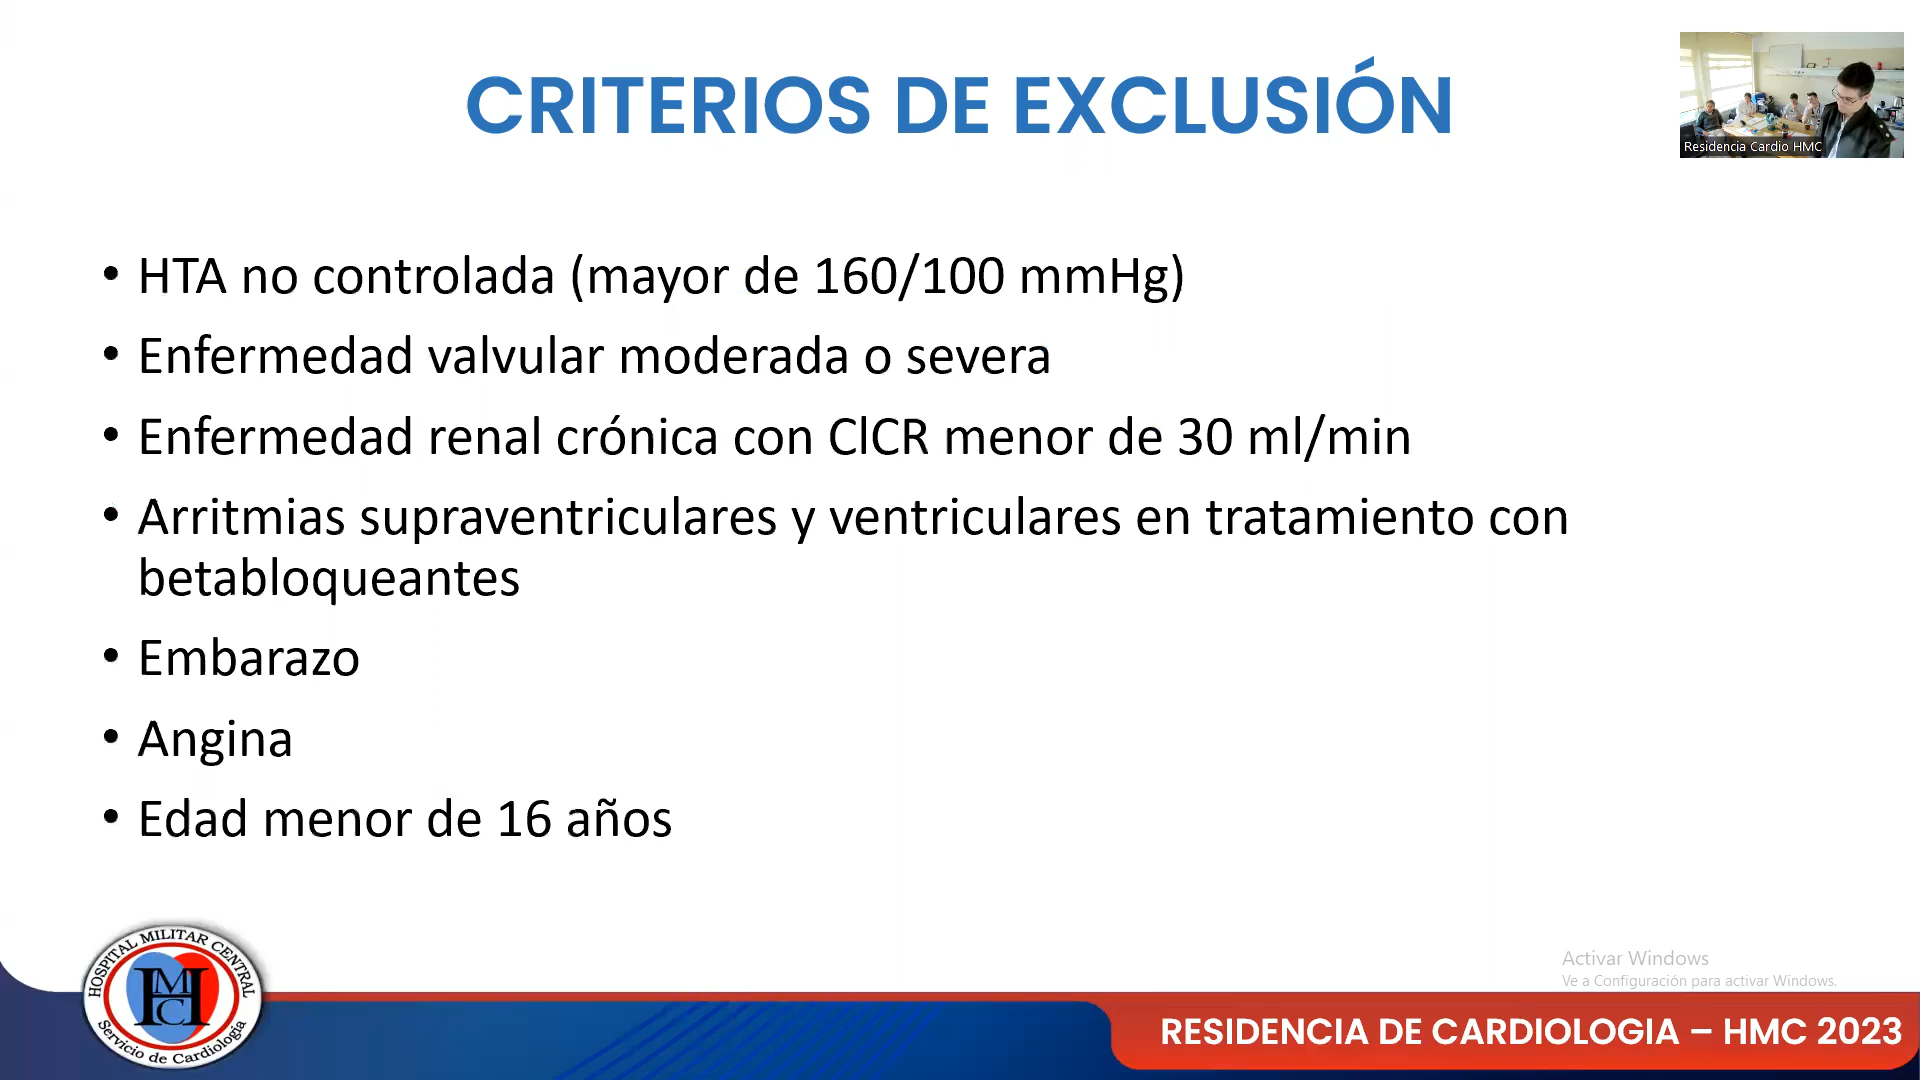 CRITERIOS DE EXCLUSIÓN
Residencia Cardio HMC
• HTA no controlada (mayor de 160/100 mmHg)
• Enfermedad valvular moderada o severa
• Enfermedad renal crónica con ClCR menor de 30 ml/min
• Arritmias supraventriculares y ventriculares en tratamiento con
betabloqueantes
• Embarazo
• Angina
• Edad menor de 16 años
HOSPITAL MILITAR CENTRAL
HMC
Servicio de Cardiología
Activar Windows
Ve a Configuración para activar Windows.
RESIDENCIA DE CARDIOLOGIA – HMC 2023